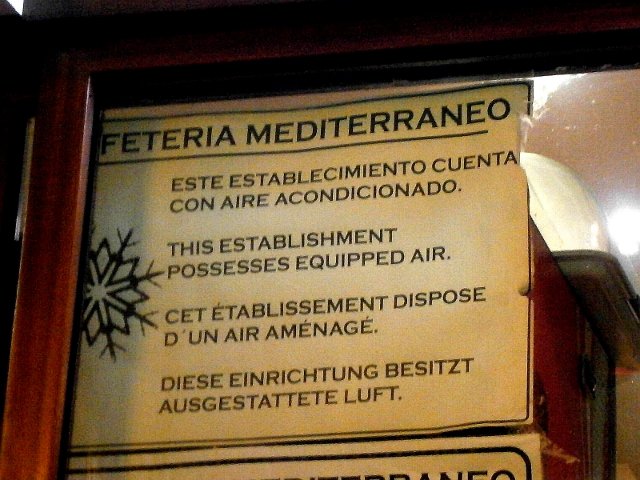 FETERIA MEDITERRANEO
ESTE ESTABLECIMIENTO CUENTA
CON AIRE ACONDICIONADO.
THIS ESTABLISHMENT
POSSESSES EQUIPPED AIR.
CET ÉTABLISSEMENT DISPOSE
D´UN AIR AMÉNAGÉ.
DIESE EINRICHTUNG BESITZT
AUSGESTATTETE LUFT.
MEDITERRANEO